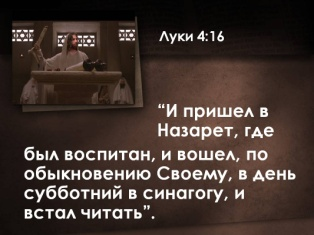 Луки 4:16
“И пришел в
Назарет, где
был воспитан, и вошел, по
обыкновению Своему, в день
субботний в синагогу, и
встал читать”.